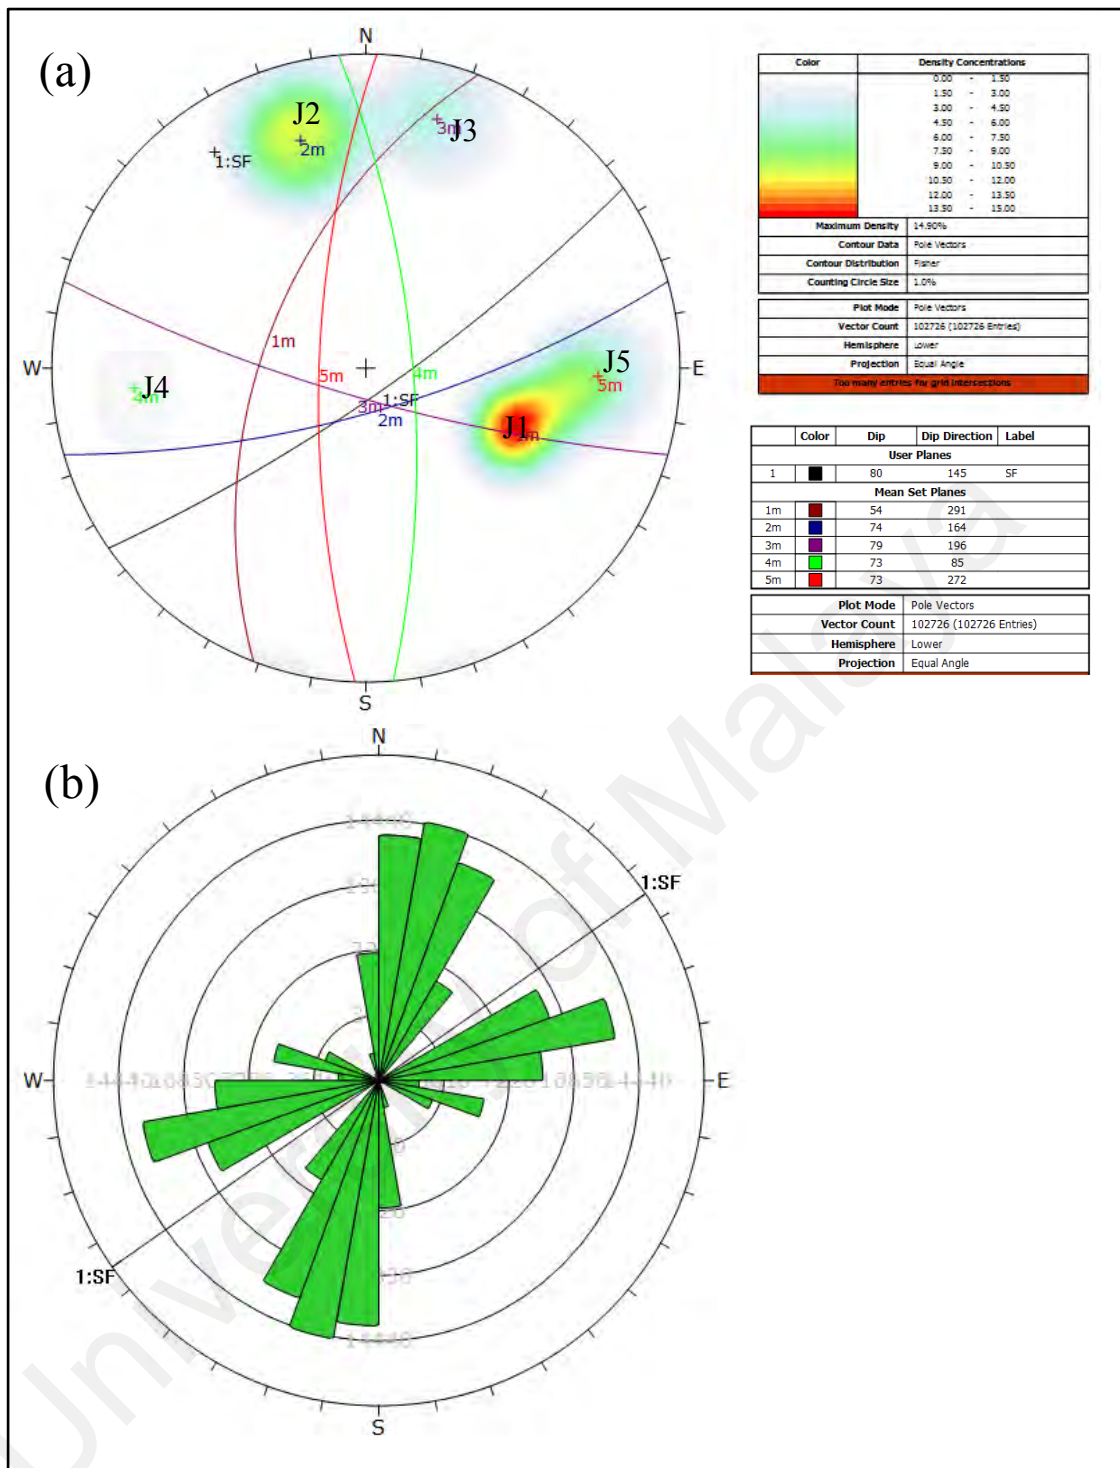 (a)
N
J2
J3
3m
2m
1:SF
1m
W
E
J5
5m
4m
5m
J4
4m
1:SF
3m
2m
J1
S
Color Density Concentrations
0.00 - 1.50
1.50 - 3.00
3.00 - 4.50
4.50 - 6.00
6.00 - 7.50
7.50 - 9.00
9.00 - 10.50
10.50 - 12.00
12.00 - 13.50
13.50 - 15.00
Maximum Density 14.90%
Contour Data Pole Vectors
Contour Distribution Fisher
Counting Circle Size 1.0%
Plot Mode Pole Vectors
Vector Count 102726 (102726 Entries)
Hemisphere Lower
Projection Equal Angle
Too many entries for grid intersections
Color Dip Dip Direction Label
User Planes
1 80 145 SF
Mean Set Planes
1m 54 291
2m 74 164
3m 79 196
4m 73 85
5m 73 272
Plot Mode Pole Vectors
Vector Count 102726 (102726 Entries)
Hemisphere Lower
Projection Equal Angle
(b)
N
14440
1:SF
W
E
14440
1:SF
14440
S
University of Malaya